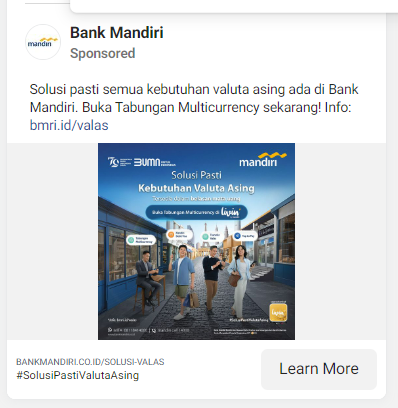 Bank Mandiri
mandiri
Sponsored
Solusi pasti semua kebutuhan valuta asing ada di Bank
Mandiri. Buka Tabungan Multicurrency sekarang! Info:
bmri.id/valas
BUMN
mandiri
Solusi Pasti
Kebutuhan Valuta Asing
Buka Tabungan Multicurrency di livin'
livin'
BANKMANDIRI.CO.ID/SOLUSI-VALAS
#SolusiPastiValutaAsing
Learn More